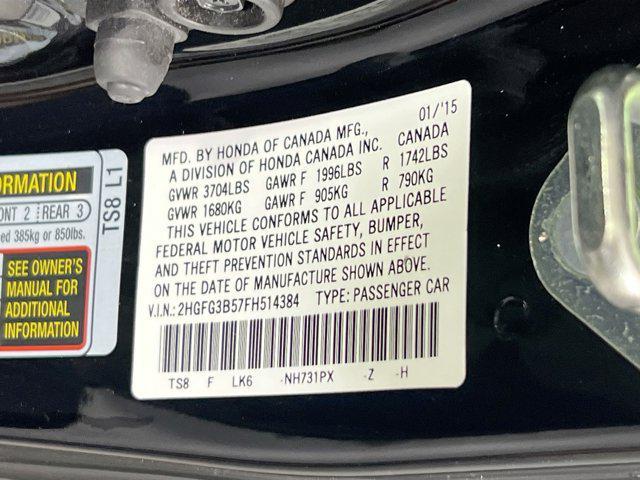 ORMATION
ONT 2 REAR 3
ed 385kg or 850lbs.
SEE OWNER'S
MANUAL FOR
ADDITIONAL
INFORMATION
TS8 L1
01/'15
MFD. BY HONDA OF CANADA MFG.,
A DIVISION OF HONDA CANADA INC. CANADA
GVWR 3704LBS GAWR F 1996LBS R 1742LBS
GVWR 1680KG GAWR F 905KG R 790KG
THIS VEHICLE CONFORMS TO ALL APPLICABLE
FEDERAL MOTOR VEHICLE SAFETY, BUMPER,
AND THEFT PREVENTION STANDARDS IN EFFECT
ON THE DATE OF MANUFACTURE SHOWN ABOVE.
V.I.N.: 2HGFG3B57FH514384 TYPE: PASSENGER CAR
TS8 F LK6 -NH731PX -Z -H